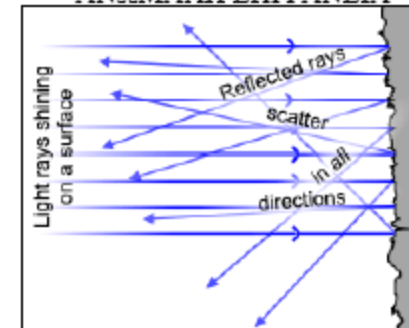 Light rays shining
on a surface
Reflected rays
scatter
in all
directions